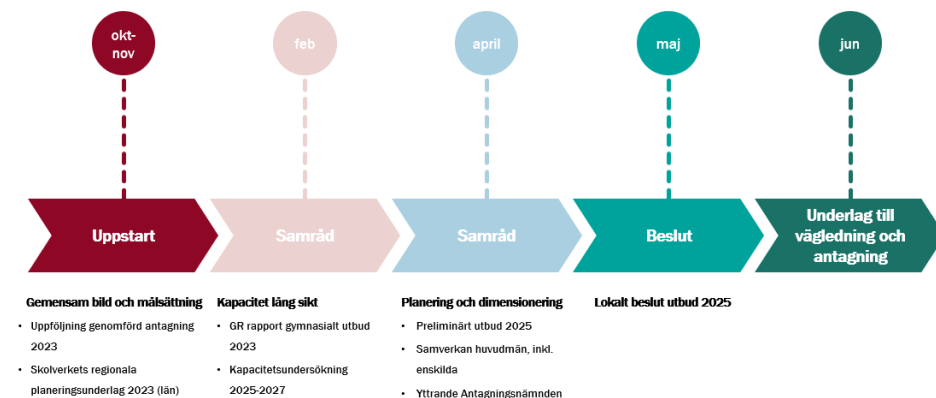 okt-
nov
feb
april
maj
jun
Uppstart
Samråd
Samråd
Beslut
Underlag till
vägledning och
antagning
Gemensam bild och målsättning
• Uppföljning genomförd antagning
2023
• Skolverkets regionala
planeringsunderlag 2023 (län)
Kapacitet lång sikt
• GR rapport gymnasialt utbud
2023
• Kapacitetsundersökning
2025-2027
Planering och dimensionering
• Preliminärt utbud 2025
• Samverkan huvudmän, inkl.
enskilda
• Yttrande Antagningsnämnden
Lokalt beslut utbud 2025